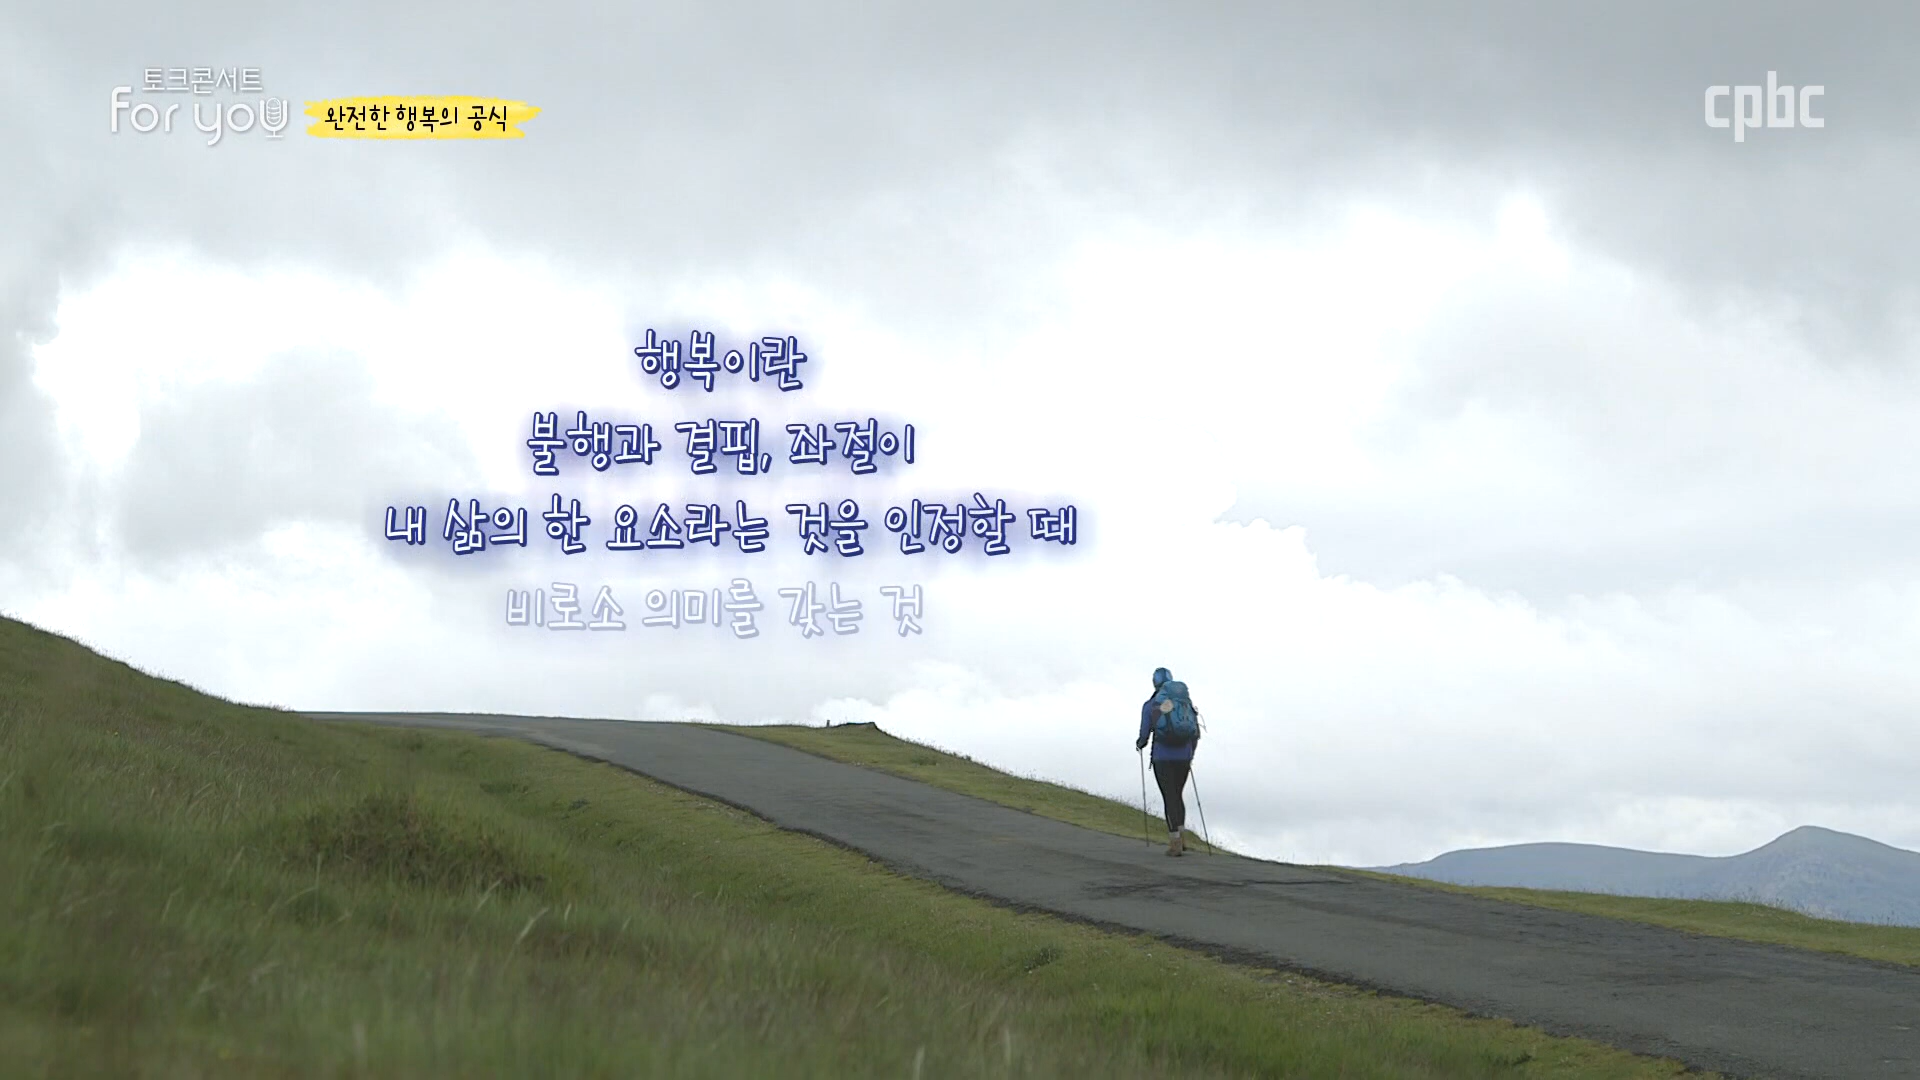 토크콘서트
for you
완전한 행복의 공식
cpbc
행복이란
불행과 결핍, 좌절이
내 삶의 한 요소라는 것을 인정할 때
비로소 의미를 갖는 것